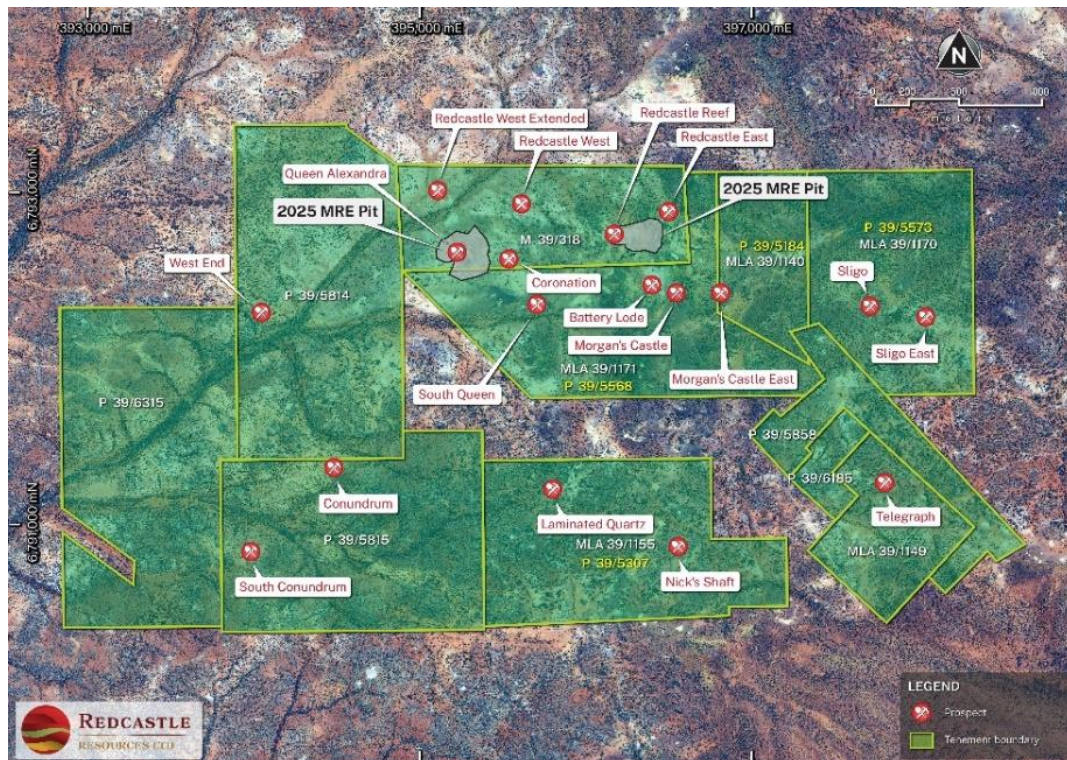 393,000 mE
395,000 mE
397,000 mE
N
6,793,000 mN
6,791,000 mN
Redcastle West Extended
Redcastle Reef
Redcastle West
Redcastle East
Queen Alexandra
2025 MRE Pit
2025 MRE Pit
M 39/318
P 39/5184
MLA 39/1140
P 39/5573
MLA 39/1170
West End
P 39/5814
Coronation
Sligo
Battery Lode
Morgan's Castle
Sligo East
MLA 39/1171
P 39/5568
Morgan's Castle East
South Queen
P 39/6315
P 39/5858
P 39/6185
Conundrum
Laminated Quartz
Telegraph
P 39/5815
MLA 39/1155
P 39/5307
MLA 39/1149
South Conundrum
Nick's Shaft
LEGEND
Prospect
Tenement boundary
REDCASTLE
RESOURCES LTD